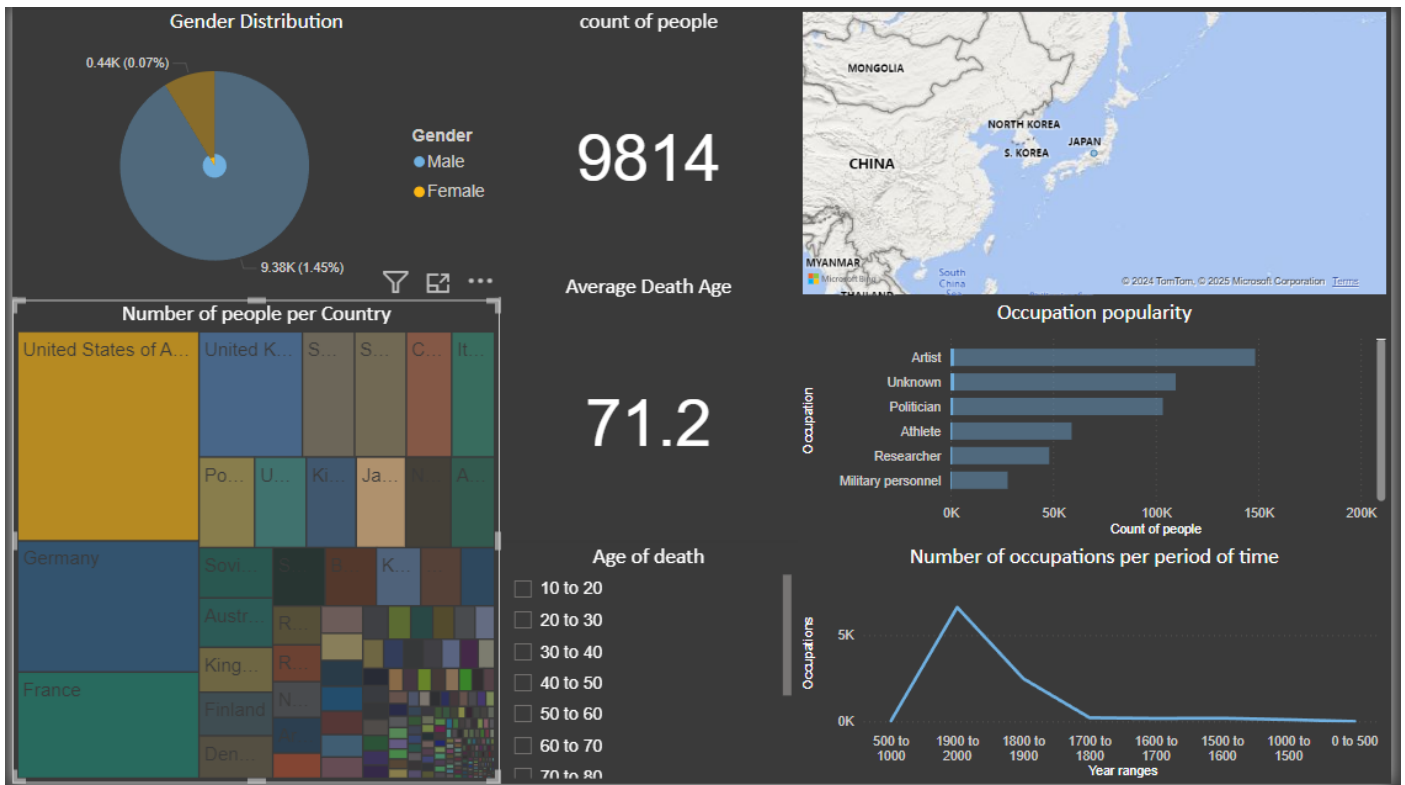 Gender Distribution
0.44K (0.07%)
9.38K (1.45%)
Gender
Male
Female
count of people
9814
MONGOLIA
NORTH KOREA
JAPAN
S. KOREA
CHINA
MYANMAR
Microsoft Bing
South
China
Sea
THAILAND
© 2024 TomTom, © 2025 Microsoft Corporation Terms
Number of people per Country
United States of A...
United K...
S...
S...
C...
It...
Po...
U...
Ki...
Ja...
N...
A...
Germany
Sovi...
S...
B...
K...
Austr...
R...
King...
R...
France
Finland
N...
Den...
Average Death Age
71.2
Age of death
10 to 20
20 to 30
30 to 40
40 to 50
50 to 60
60 to 70
70 to 80
Occupation popularity
Occupation
Artist
Unknown
Politician
Athlete
Researcher
Military personnel
0K
50K
100K
150K
200K
Count of people
Number of occupations per period of time
Occupations
5K
0K
500 to
1000
1900 to
2000
1800 to
1900
1700 to
1800
1600 to
1700
1500 to
1600
1000 to
1500
0 to 500
Year ranges